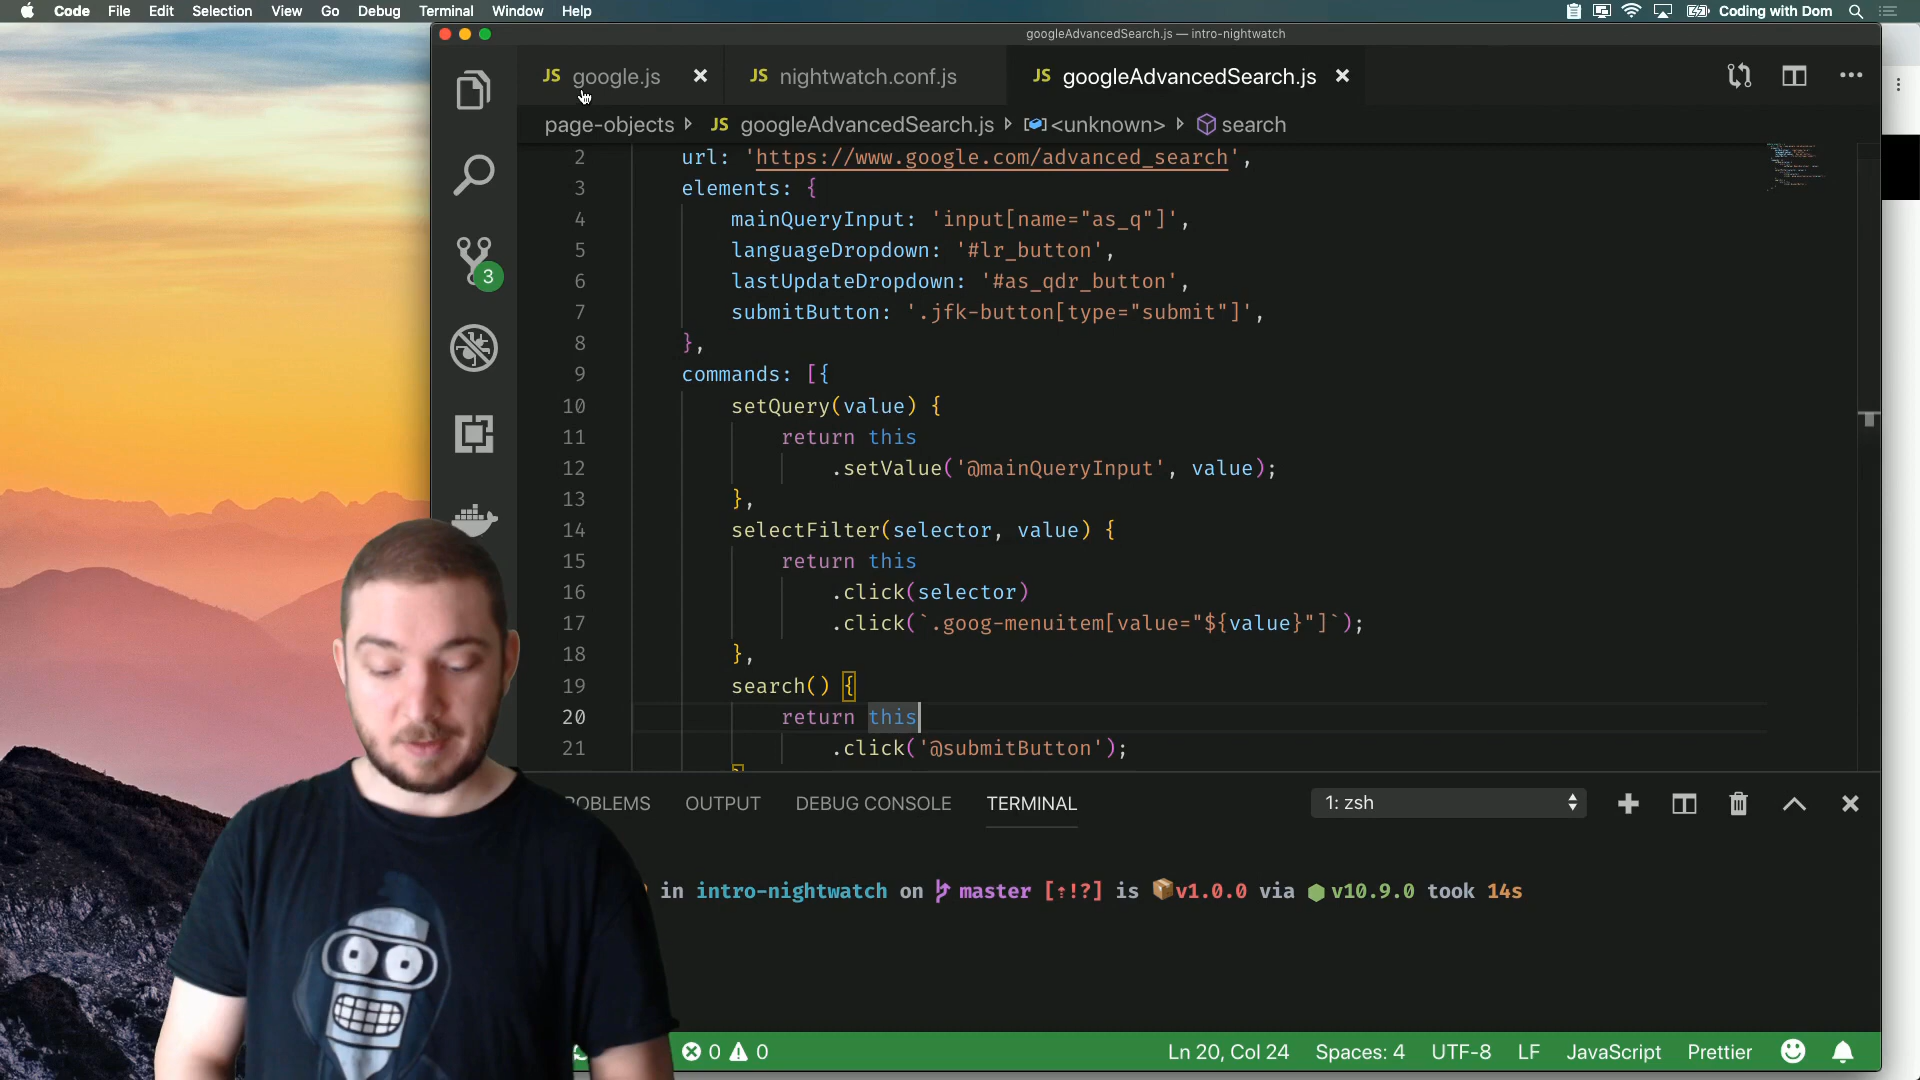 Code File Edit Selection View Go Debug Terminal Window Help Coding with Dom
googleAdvancedSearch.js — intro-nightwatch
JS google.js JS nightwatch.conf.js JS googleAdvancedSearch.js
page-objects JS googleAdvancedSearch.js <unknown> search
2 url: 'https://www.google.com/advanced_search',
3 elements: {
4 mainQueryInput: 'input[name="as_q"]',
5 languageDropdown: '#lr_button',
6 lastUpdateDropdown: '#as_qdr_button',
7 submitButton: '.jfk-button[type="submit"]',
8 },
9 commands: [{
10 setQuery(value) {
11 return this
12 .setValue('@mainQueryInput', value);
13 },
14 selectFilter(selector, value) {
15 return this
16 .click(selector)
17 .click(`.goog-menuitem[value="${value}"]`);
18 },
19 search() {
20 return this
21 .click('@submitButton');
}
3
OBLEMS OUTPUT DEBUG CONSOLE TERMINAL 1: zsh
in intro-nightwatch on master [⇡!?] is v1.0.0 via v10.9.0 took 14s
0 0 Ln 20, Col 24 Spaces: 4 UTF-8 LF JavaScript Prettier